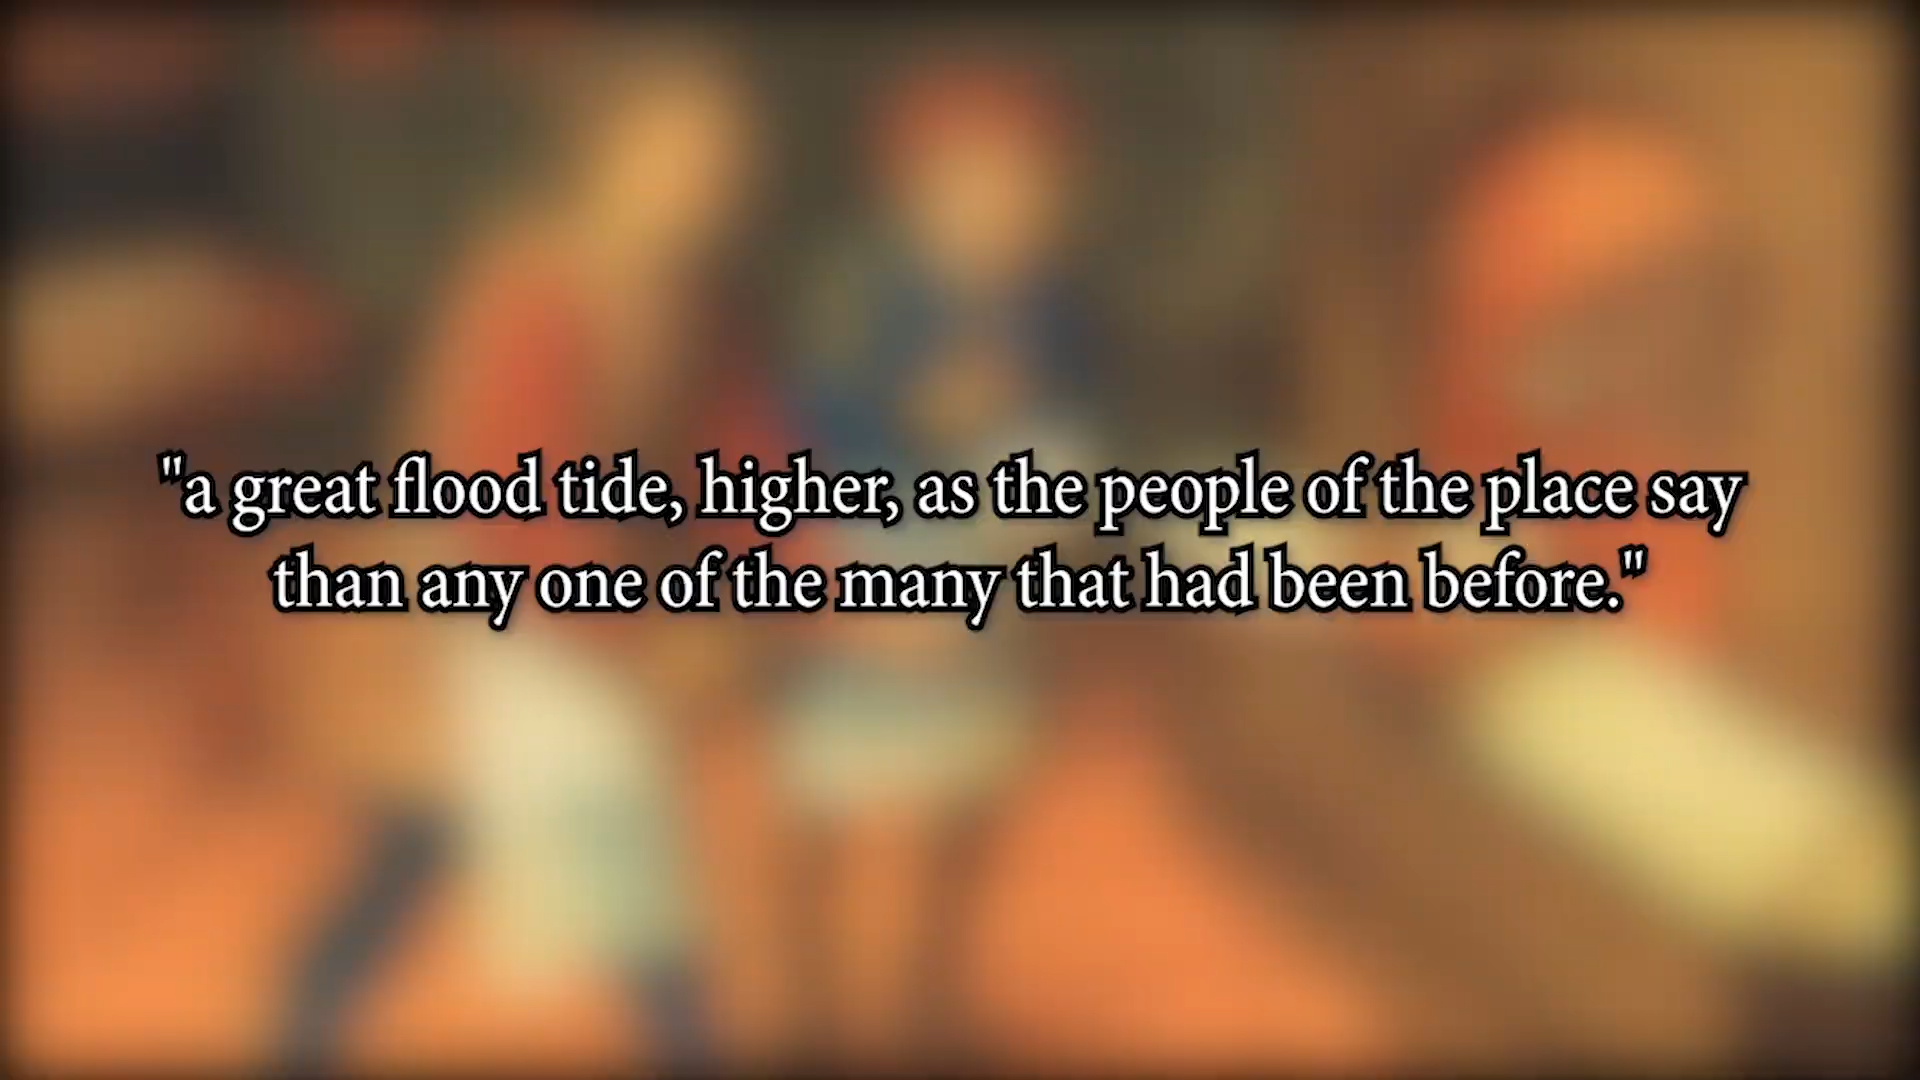 "a great flood tide, higher, as the people of the place say
than any one of the many that had been before."